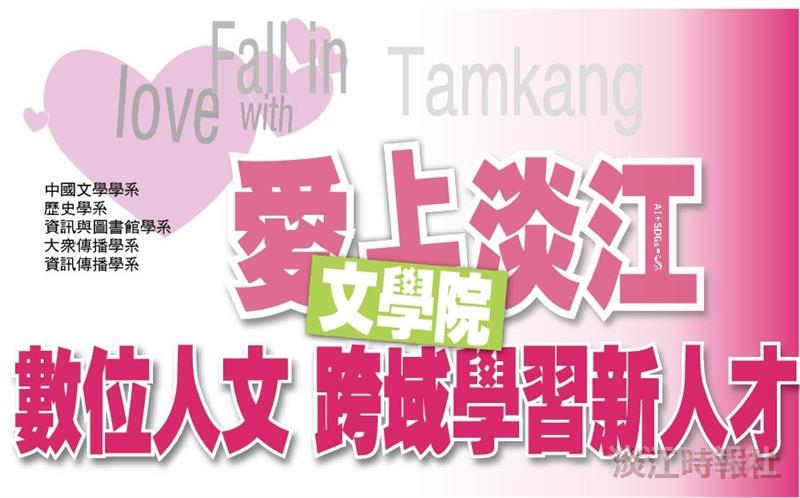 Fall in
love with
Tamkang
愛上淡江
AI+SDGs=∞
中國文學學系
歷史學系
資訊與圖書館學系
大眾傳播學系
資訊傳播學系
文學院
數位人文 跨域學習新人才
淡江時報社